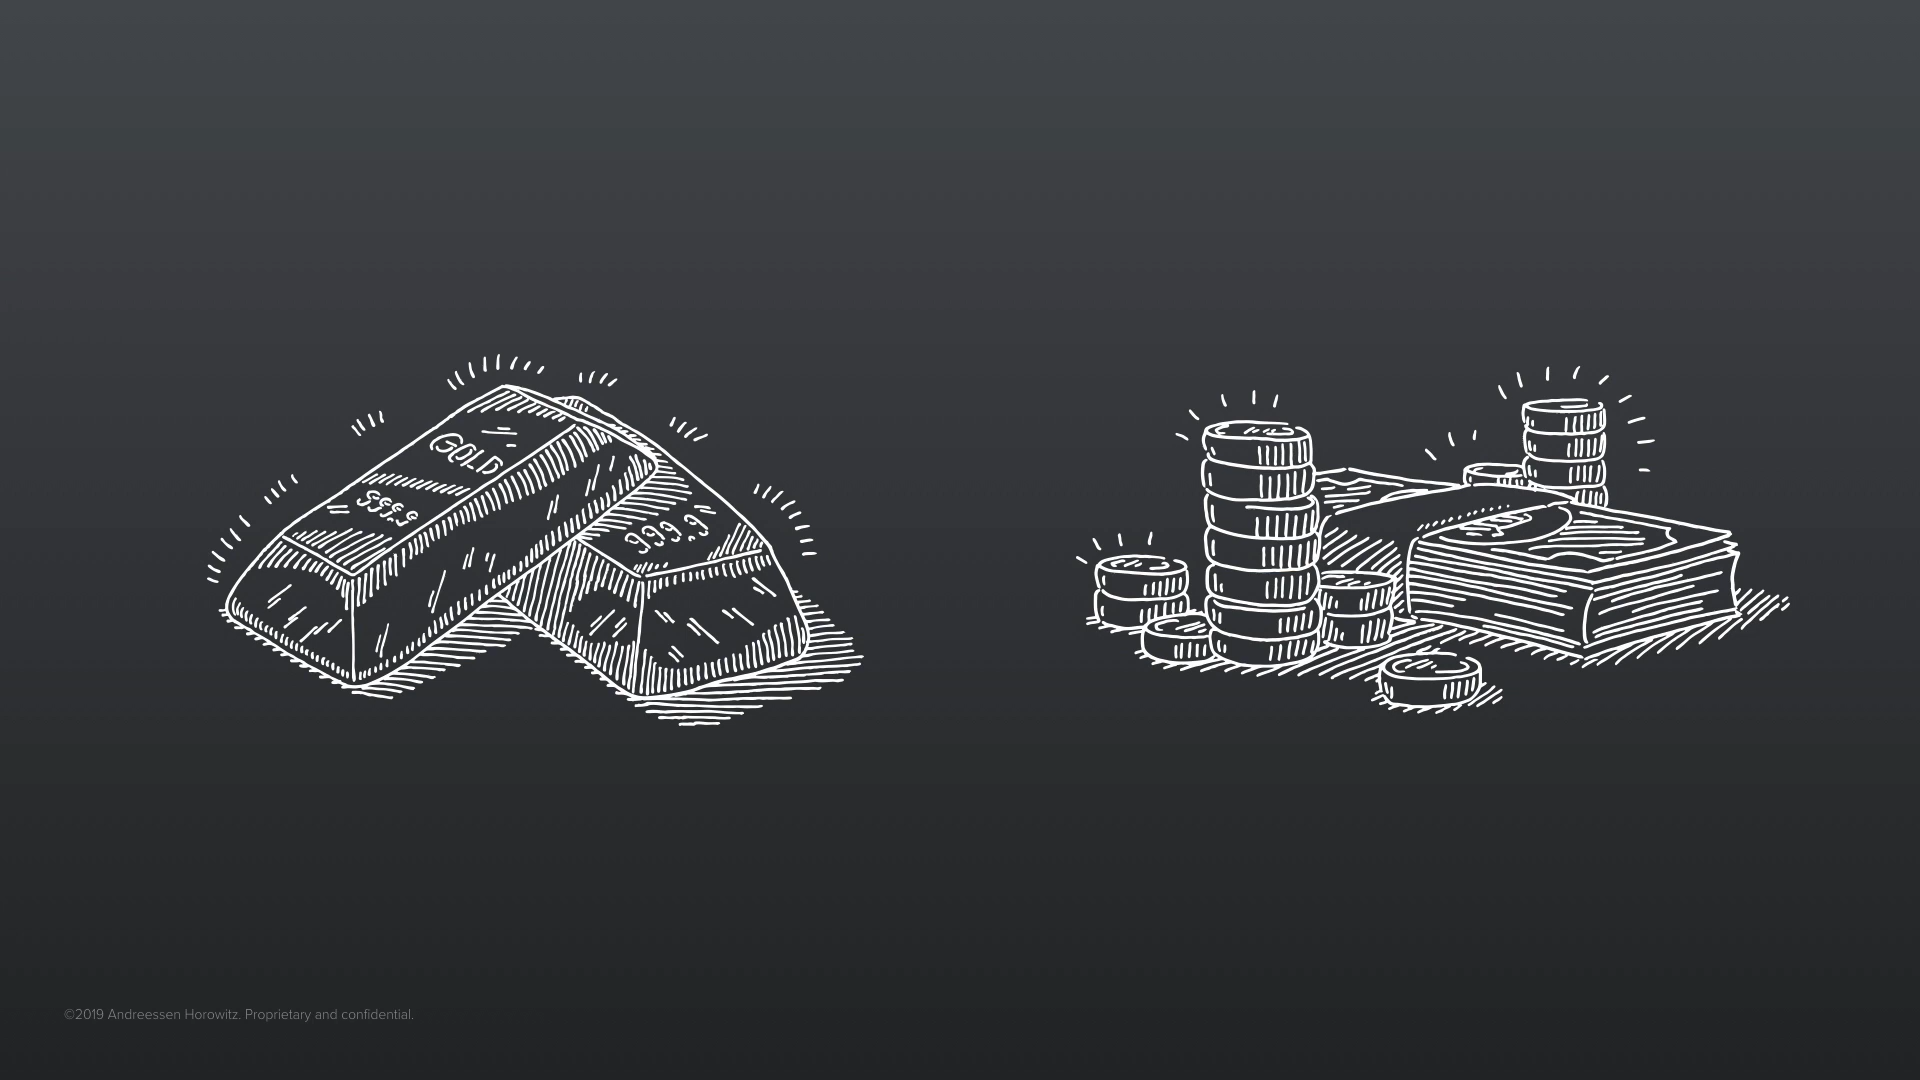 GOLD
999.9
999.9
©2019 Andreessen Horowitz. Proprietary and confidential.